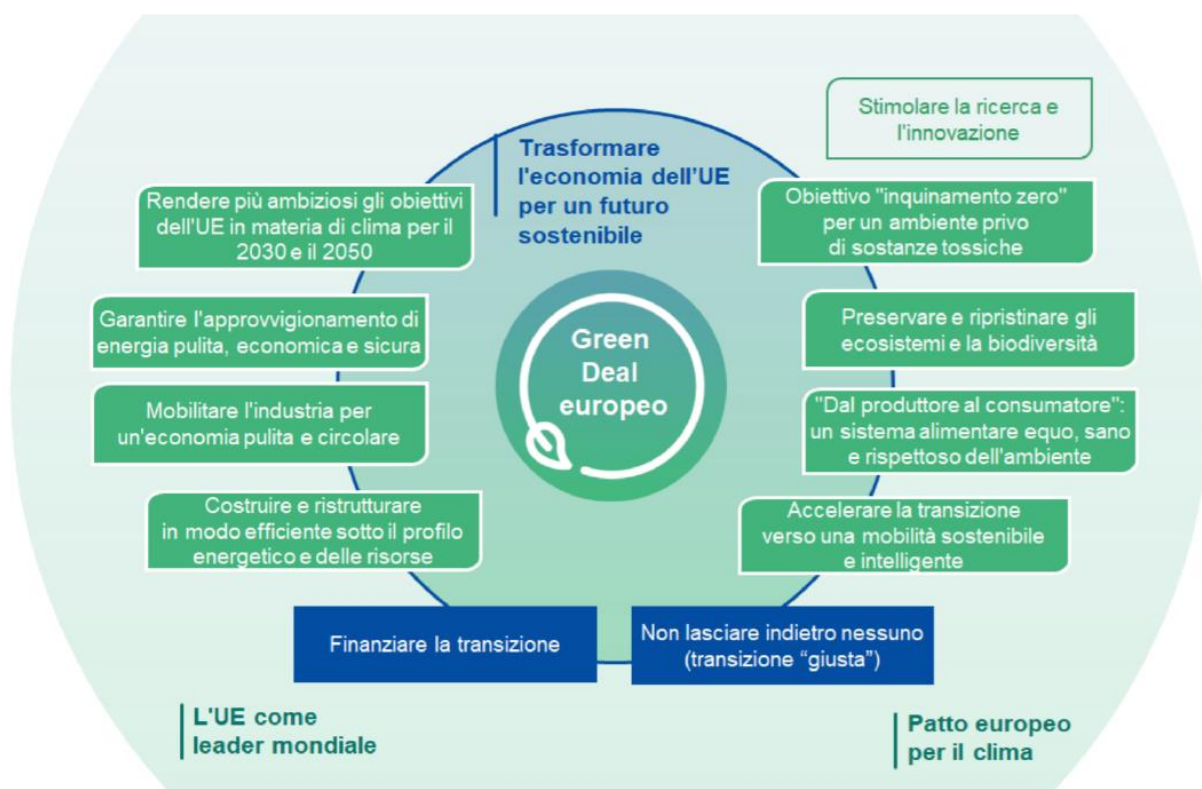 Stimolare la ricerca e
l'innovazione
Trasformare
l'economia dell'UE
per un futuro
sostenibile
Rendere più ambiziosi gli obiettivi
dell'UE in materia di clima per il
2030 e il 2050
Obiettivo "inquinamento zero"
per un ambiente privo
di sostanze tossiche
Garantire l'approvvigionamento di
energia pulita, economica e sicura
Preservare e ripristinare gli
ecosistemi e la biodiversità
Green
Deal
europeo
Mobilitare l'industria per
un'economia pulita e circolare
"Dal produttore al consumatore":
un sistema alimentare equo, sano
e rispettoso dell'ambiente
Costruire e ristrutturare
in modo efficiente sotto il profilo
energetico e delle risorse
Accelerare la transizione
verso una mobilità sostenibile
e intelligente
Finanziare la transizione
Non lasciare indietro nessuno
(transizione “giusta”)
L'UE come
leader mondiale
Patto europeo
per il clima